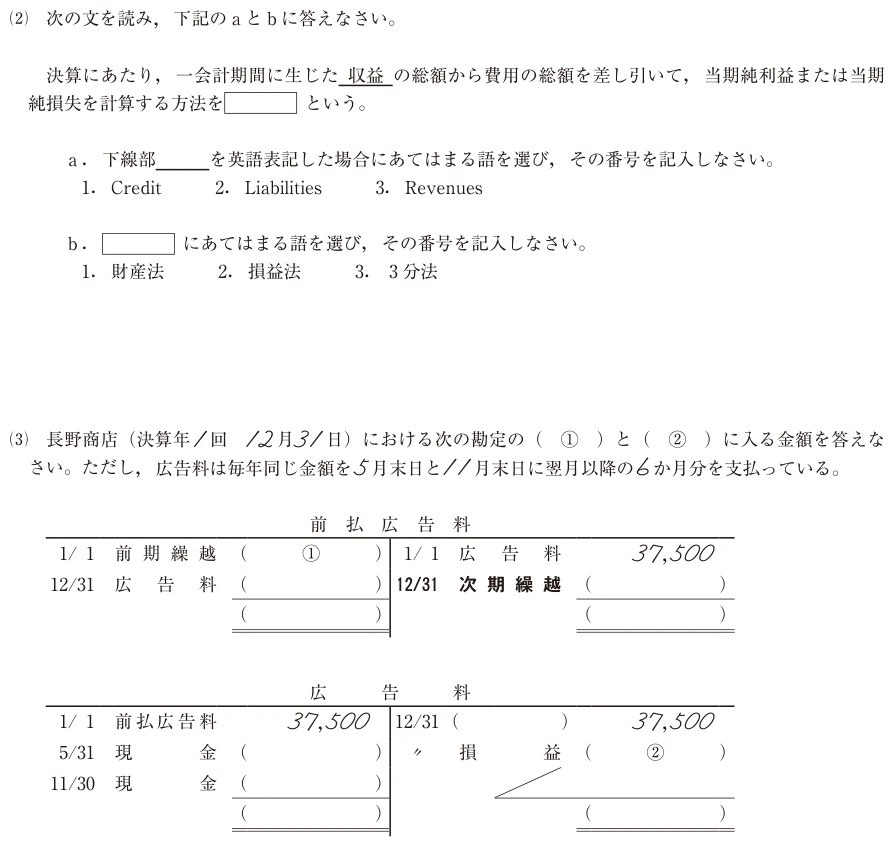 (2) 次の文を読み，下記のaとbに答えなさい。
決算にあたり，一会計期間に生じた 収益 の総額から費用の総額を差し引いて，当期純利益または当期
純損失を計算する方法を という。
a．下線部 を英語表記した場合にあてはまる語を選び，その番号を記入しなさい。
1．Credit 2．Liabilities 3．Revenues
b． にあてはまる語を選び，その番号を記入しなさい。
1．財産法 2．損益法 3．3分法
(3) 長野商店（決算年1回 12月31日）における次の勘定の（ ① ）と（ ② ）に入る金額を答えな
さい。ただし，広告料は毎年同じ金額を5月末日と11月末日に翌月以降の6か月分を支払っている。
前払広告料
1/ 1 前期繰越 （ ① ） 1/ 1 広告料 37,500
12/31 広告料 （ ） 12/31 次期繰越 （ ）
（ ） （ ）
広告料
1/ 1 前払広告料 37,500 12/31 （ ） 37,500
5/31 現金 （ ） 〃 損益 （ ② ）
11/30 現金 （ ）
（ ） （ ）